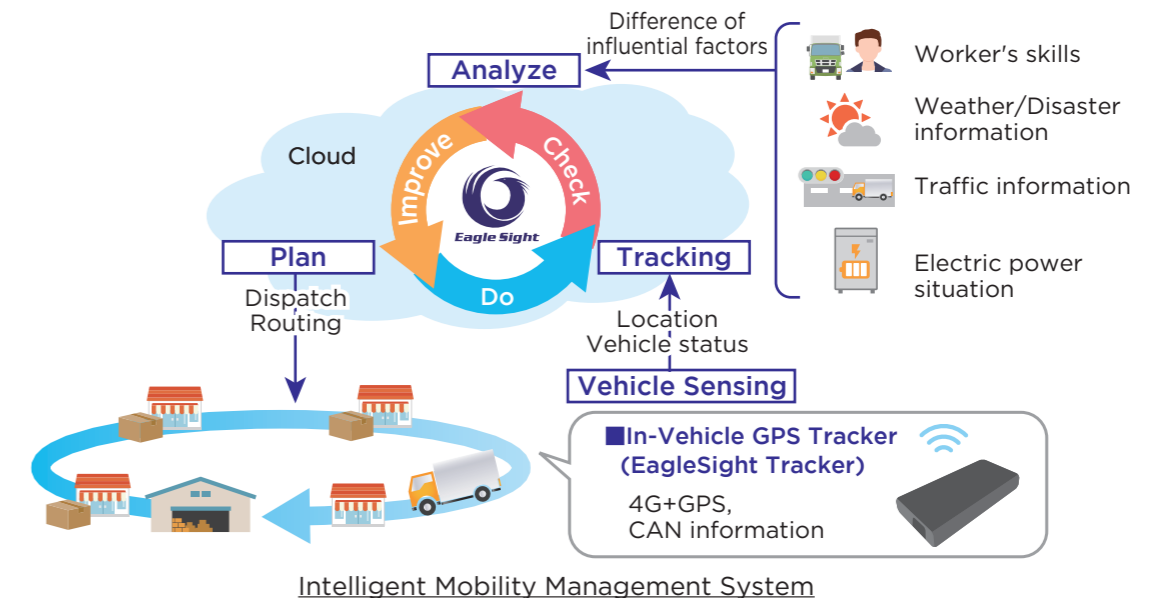 Difference of
influential factors
Analyze
Worker's skills
Weather/Disaster
information
Traffic information
Electric power
situation
Cloud
Improve
Check
Do
Eagle Sight
Plan
Dispatch
Routing
Tracking
Location
Vehicle status
Vehicle Sensing
■In-Vehicle GPS Tracker
(EagleSight Tracker)
4G+GPS,
CAN information
Intelligent Mobility Management System